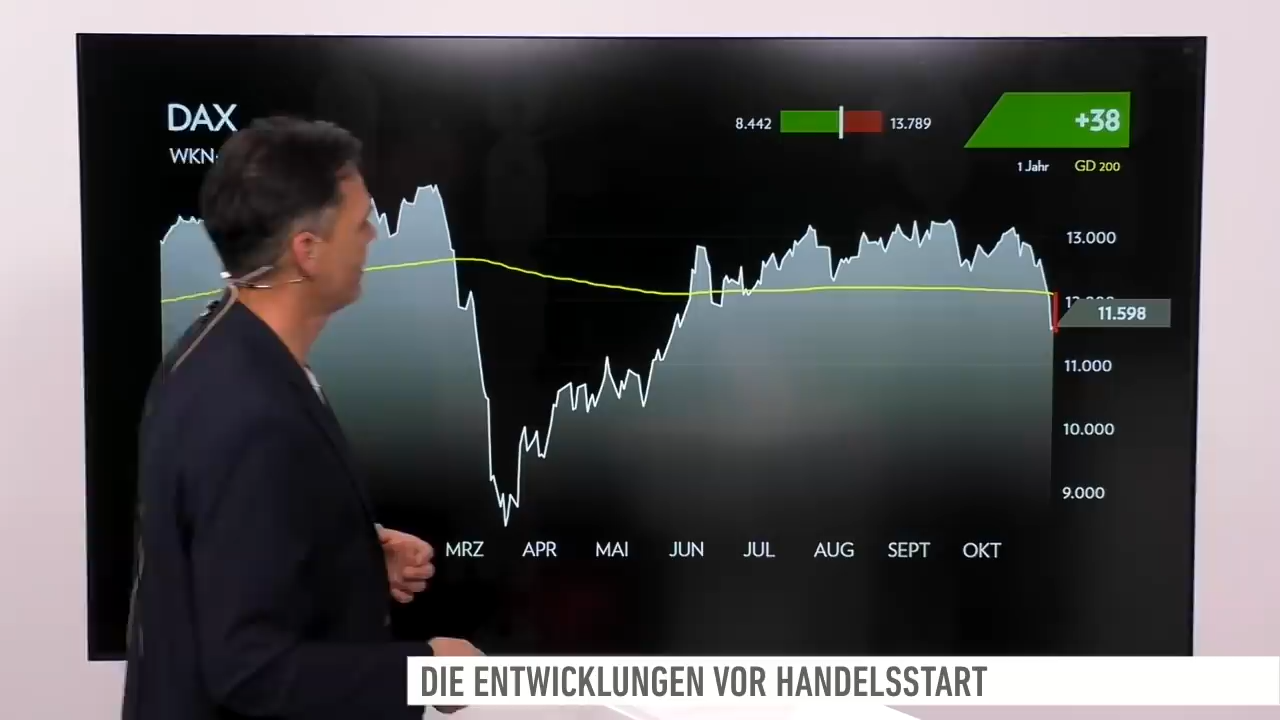 DAX
WKN:
8.442
13.789
+38
1 Jahr GD 200
13.000
11.598
11.000
10.000
9.000
MRZ APR MAI JUN JUL AUG SEPT OKT
DIE ENTWICKLUNGEN VOR HANDELSSTART